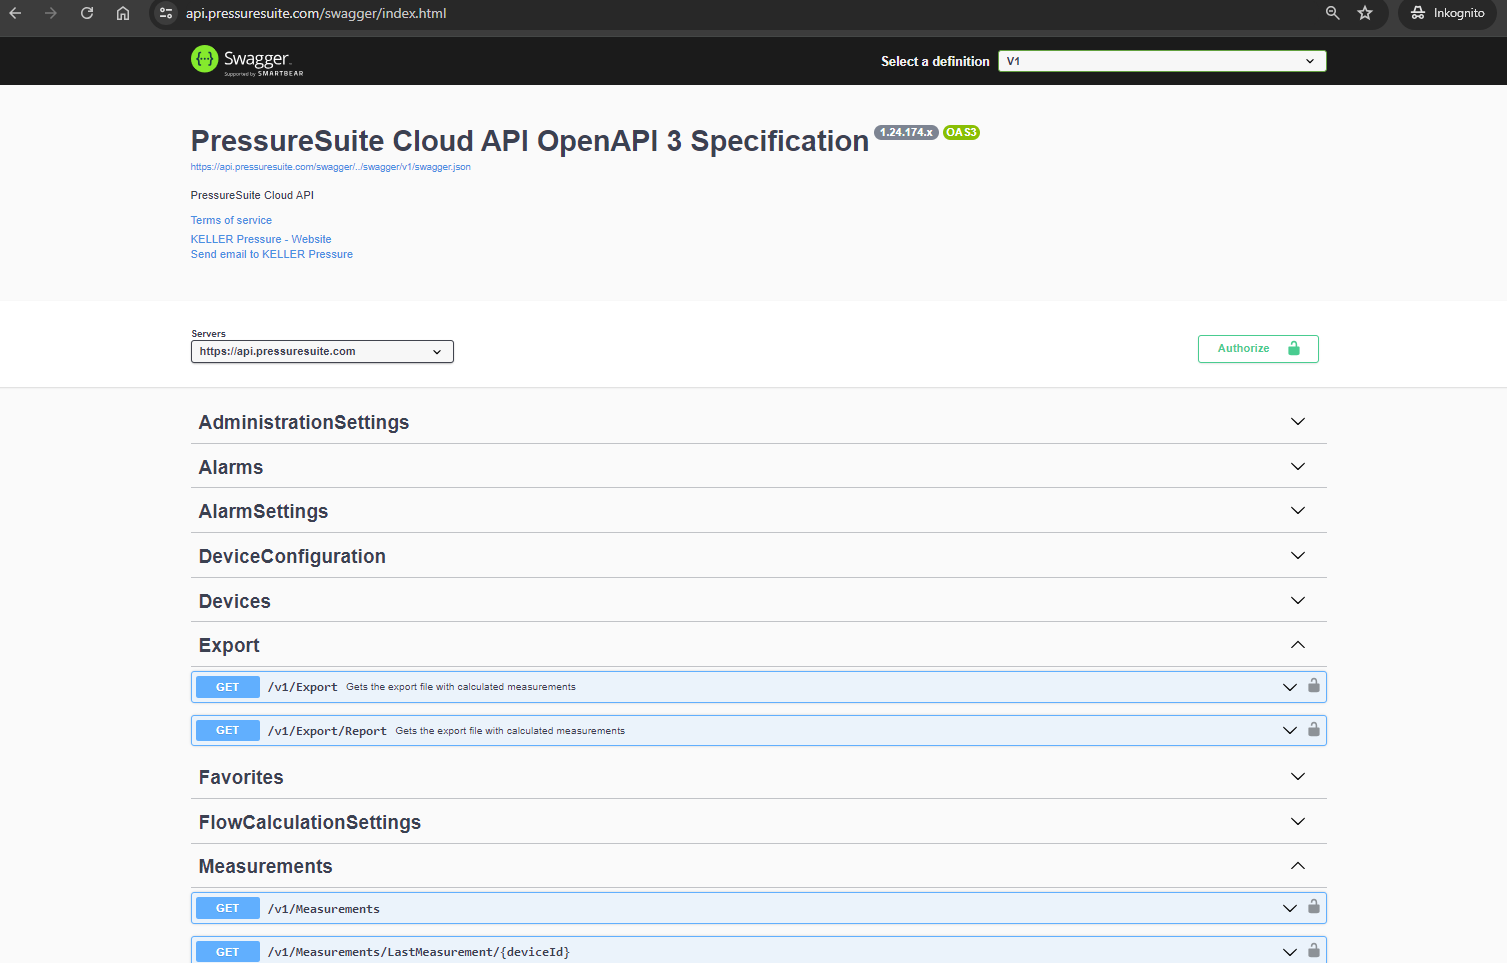 api.pressuresuite.com/swagger/index.html
Inkognito
Swagger
Supported by SMARTBEAR
Select a definition
V1
PressureSuite Cloud API OpenAPI 3 Specification 1.24.174.x OAS3
https://api.pressuresuite.com/swagger/../swagger/v1/swagger.json
PressureSuite Cloud API
Terms of service
KELLER Pressure - Website
Send email to KELLER Pressure
Servers
https://api.pressuresuite.com
Authorize
AdministrationSettings
Alarms
AlarmSettings
DeviceConfiguration
Devices
Export
GET /v1/Export Gets the export file with calculated measurements
GET /v1/Export/Report Gets the export file with calculated measurements
Favorites
FlowCalculationSettings
Measurements
GET /v1/Measurements
GET /v1/Measurements/LastMeasurement/{deviceId}